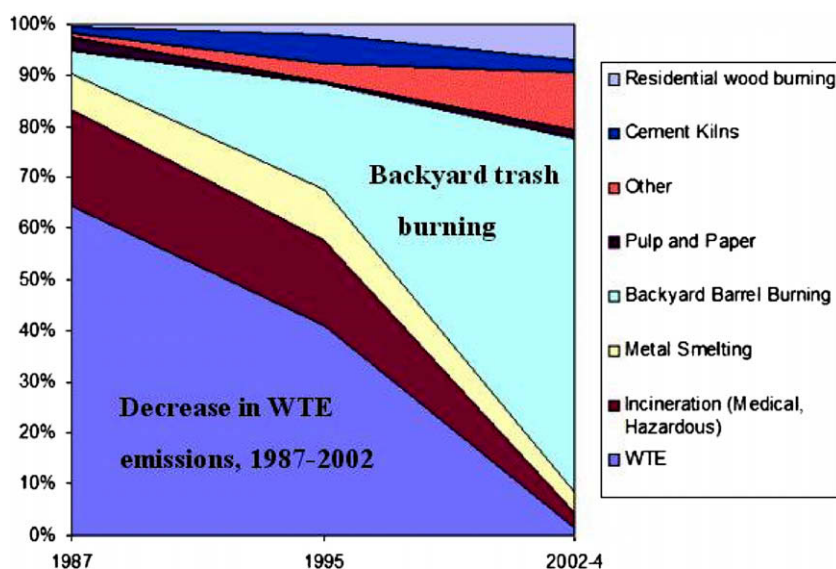 100%
90%
80%
70%
60%
50%
40%
30%
20%
10%
0%
1987
1995
2002-4
Backyard trash
burning
Decrease in WTE
emissions, 1987-2002
Residential wood burning
Cement Kilns
Other
Pulp and Paper
Backyard Barrel Burning
Metal Smelting
Incineration (Medical,
Hazardous)
WTE